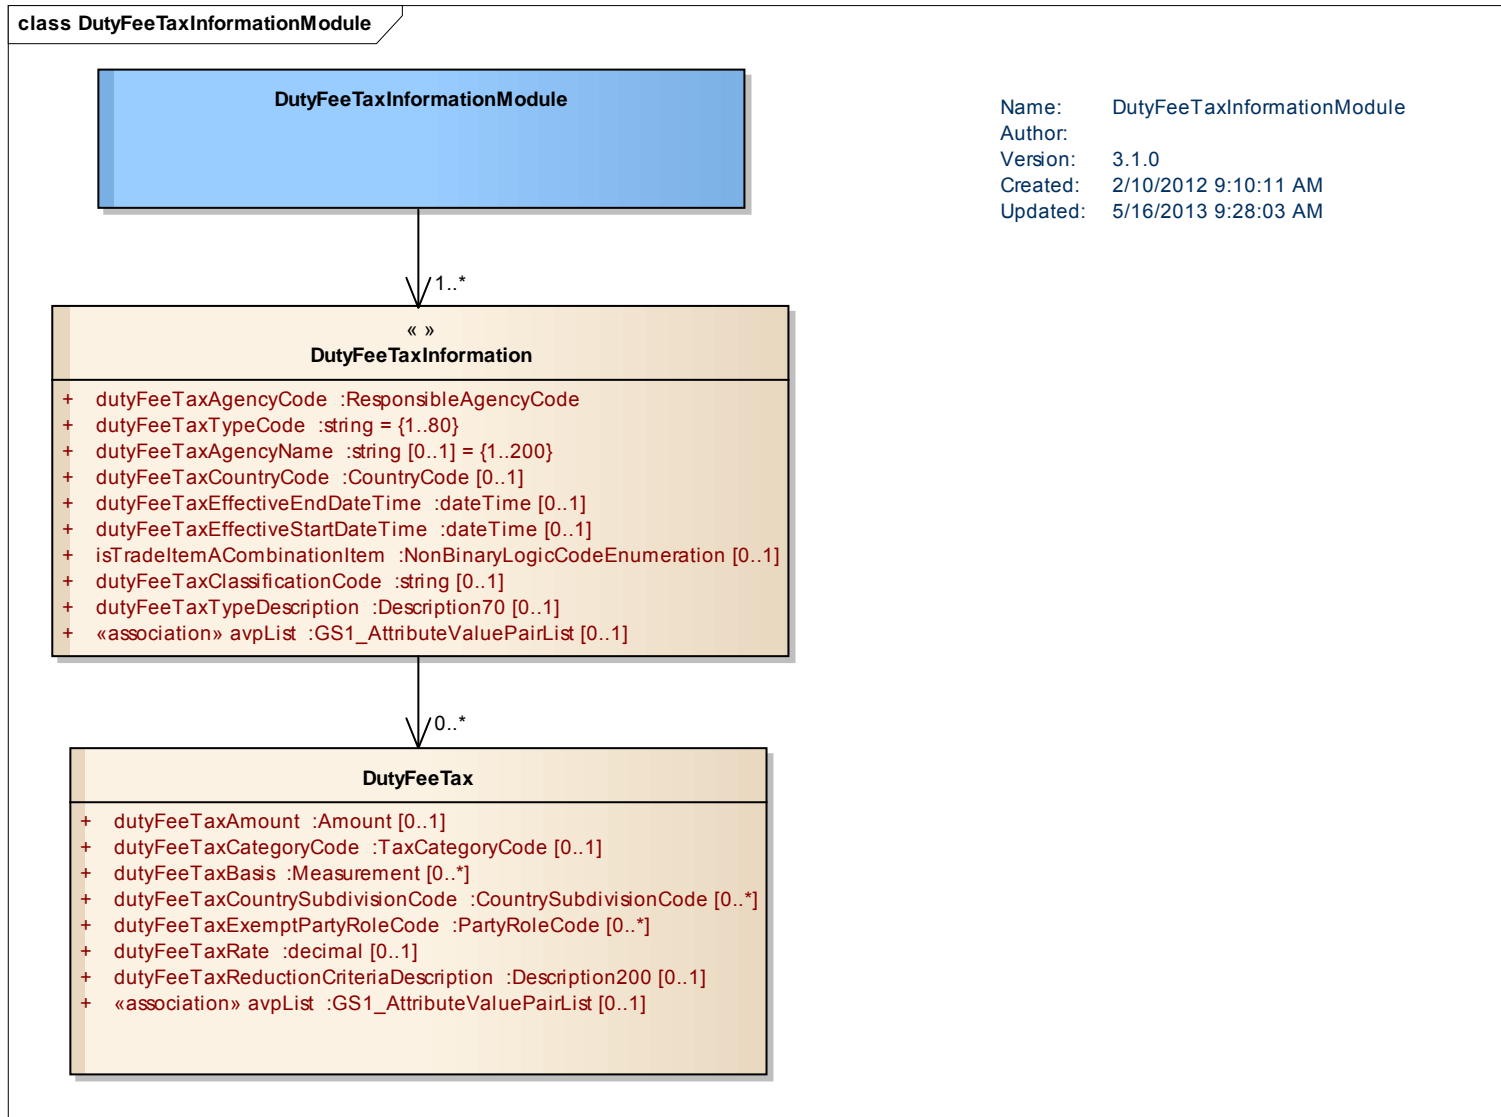 class DutyFeeTaxInformationModule
DutyFeeTaxInformationModule
Name: DutyFeeTaxInformationModule
Author:
Version: 3.1.0
Created: 2/10/2012 9:10:11 AM
Updated: 5/16/2013 9:28:03 AM
1..*
« »
DutyFeeTaxInformation
+ dutyFeeTaxAgencyCode :ResponsibleAgencyCode
+ dutyFeeTaxTypeCode :string = {1..80}
+ dutyFeeTaxAgencyName :string [0..1] = {1..200}
+ dutyFeeTaxCountryCode :CountryCode [0..1]
+ dutyFeeTaxEffectiveEndDateTime :dateTime [0..1]
+ dutyFeeTaxEffectiveStartDateTime :dateTime [0..1]
+ isTradeItemACombinationItem :NonBinaryLogicCodeEnumeration [0..1]
+ dutyFeeTaxClassificationCode :string [0..1]
+ dutyFeeTaxTypeDescription :Description70 [0..1]
+ «association» avpList :GS1_AttributeValuePairList [0..1]
0..*
DutyFeeTax
+ dutyFeeTaxAmount :Amount [0..1]
+ dutyFeeTaxCategoryCode :TaxCategoryCode [0..1]
+ dutyFeeTaxBasis :Measurement [0..*]
+ dutyFeeTaxCountrySubdivisionCode :CountrySubdivisionCode [0..*]
+ dutyFeeTaxExemptPartyRoleCode :PartyRoleCode [0..*]
+ dutyFeeTaxRate :decimal [0..1]
+ dutyFeeTaxReductionCriteriaDescription :Description200 [0..1]
+ «association» avpList :GS1_AttributeValuePairList [0..1]